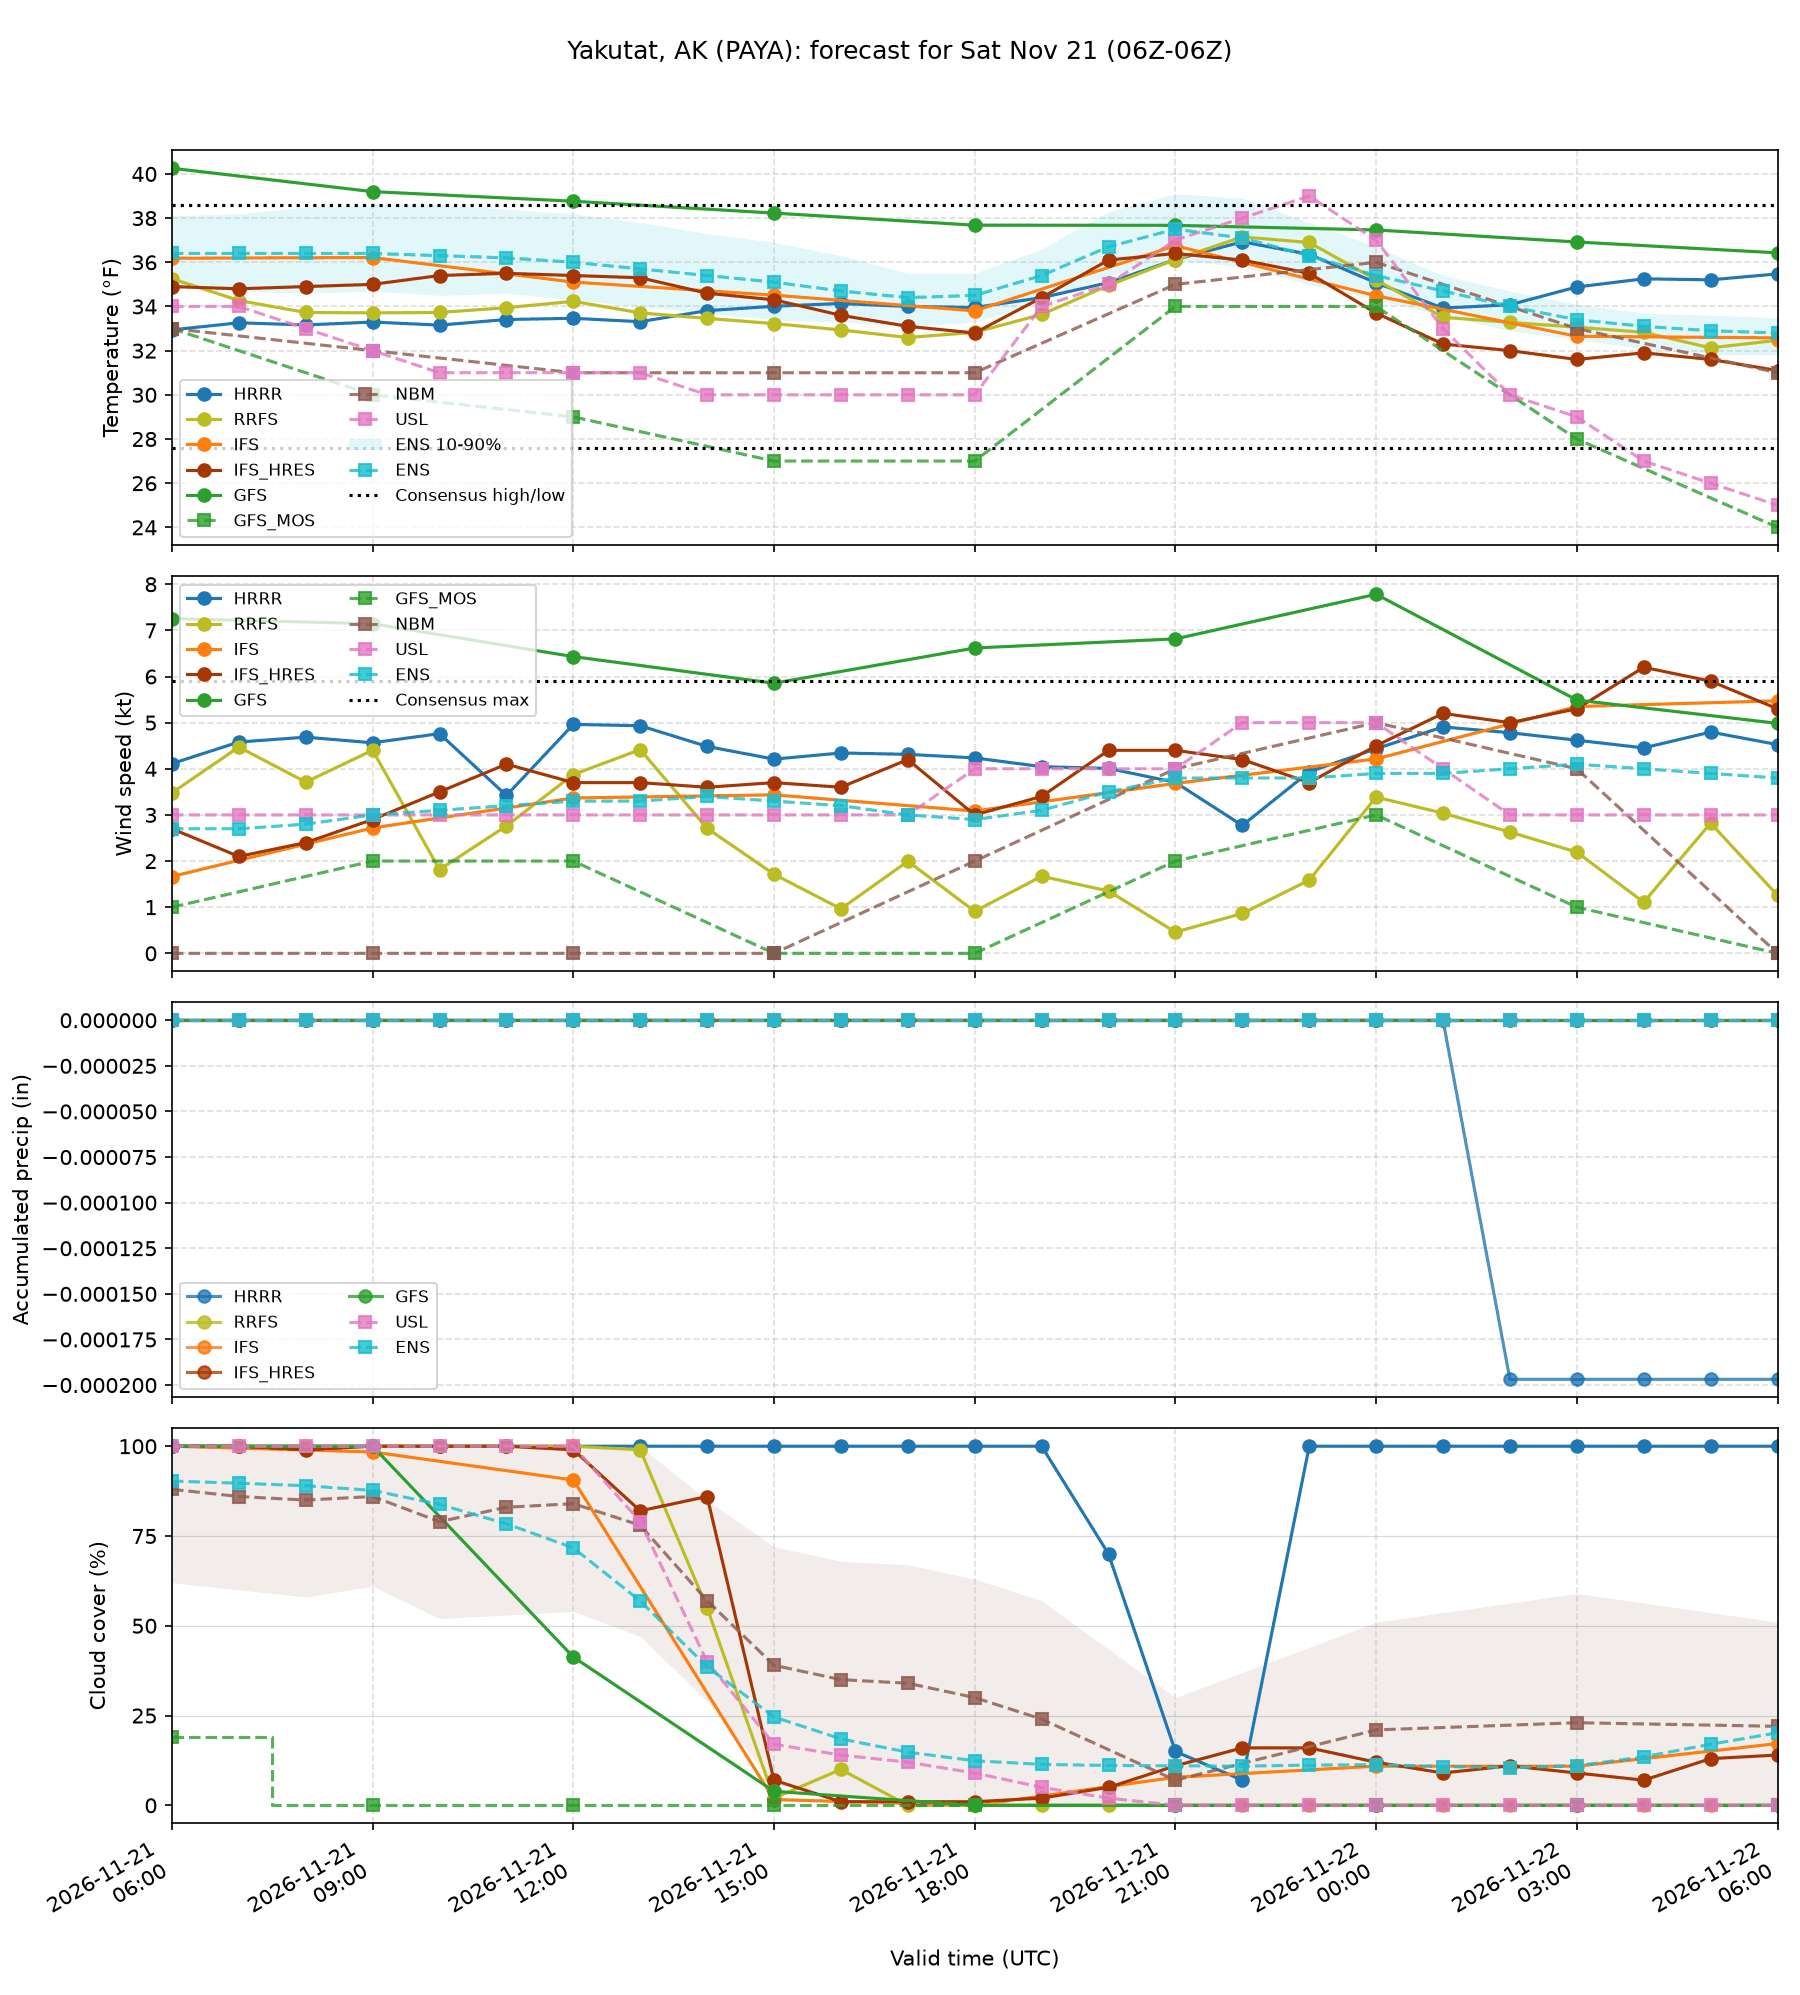 Yakutat, AK (PAYA): forecast for Sat Nov 21 (06Z-06Z)
Temperature (°F)
40
38
36
34
32
30
28
26
24
HRRR
RRFS
IFS
IFS_HRES
GFS
GFS_MOS
NBM
USL
ENS 10-90%
ENS
Consensus high/low
Wind speed (kt)
8
7
6
5
4
3
2
1
0
HRRR
RRFS
IFS
IFS_HRES
GFS
GFS_MOS
NBM
USL
ENS
Consensus max
Accumulated precip (in)
0.000000
−0.000025
−0.000050
−0.000075
−0.000100
−0.000125
−0.000150
−0.000175
−0.000200
HRRR
RRFS
IFS
IFS_HRES
GFS
USL
ENS
Cloud cover (%)
100
75
50
25
0
2026-11-21
06:00
2026-11-21
09:00
2026-11-21
12:00
2026-11-21
15:00
2026-11-21
18:00
2026-11-21
21:00
2026-11-22
00:00
2026-11-22
03:00
2026-11-22
06:00
Valid time (UTC)